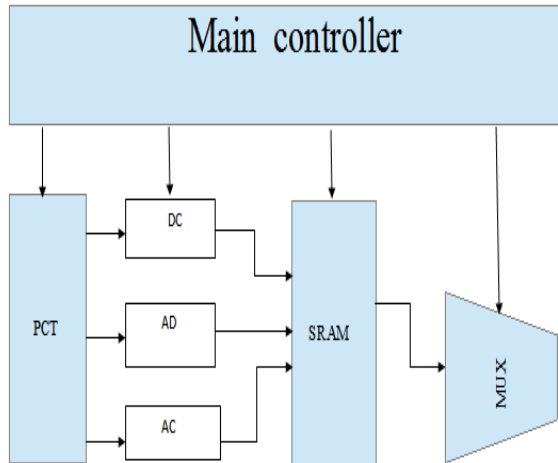 Main controller
DC
PCT
AD
SRAM
MUX
AC